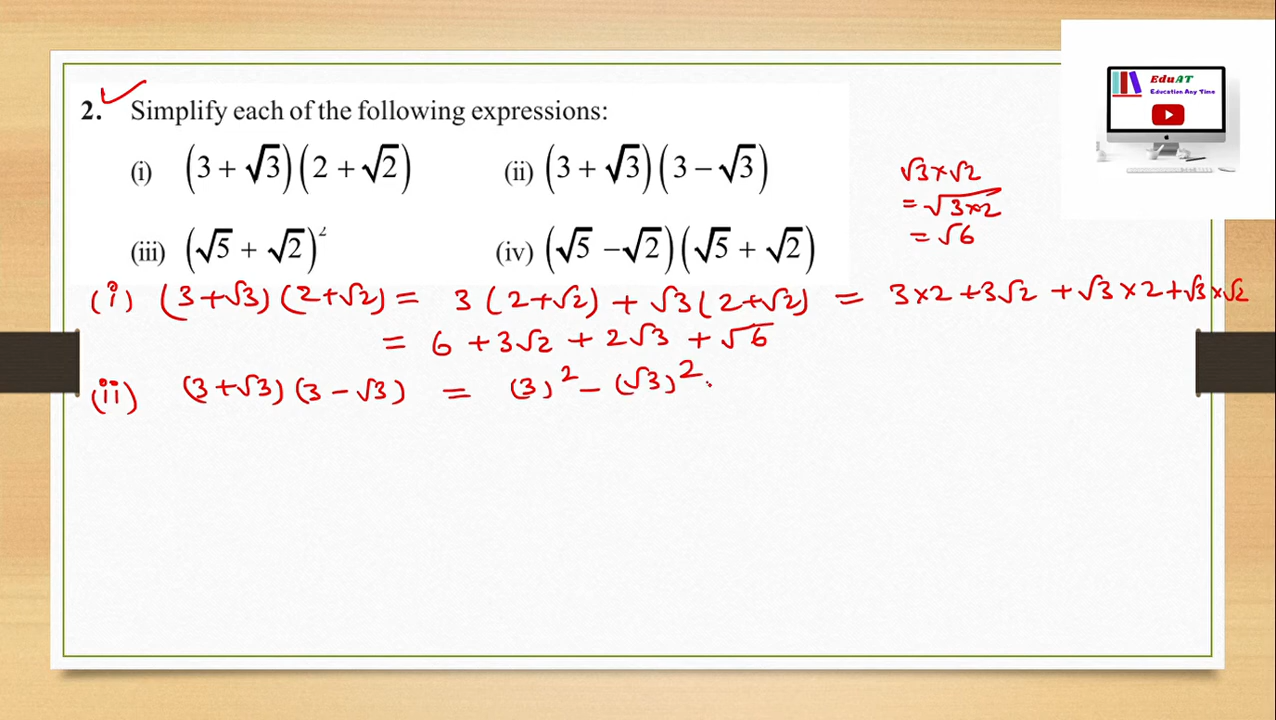 2. Simplify each of the following expressions:
(i) (3 + √3)(2 + √2) (ii) (3 + √3)(3 − √3)
(iii) (√5 + √2)² (iv) (√5 − √2)(√5 + √2)
EduAT
Education Any Time
√3×√2
= √3×2
= √6
(i) (3+√3)(2+√2) = 3(2+√2) + √3(2+√2) = 3×2+3√2 + √3×2+√3×√2
= 6 +3√2 + 2√3 +√6
(ii) (3+√3)(3−√3) = (3)² − (√3)²